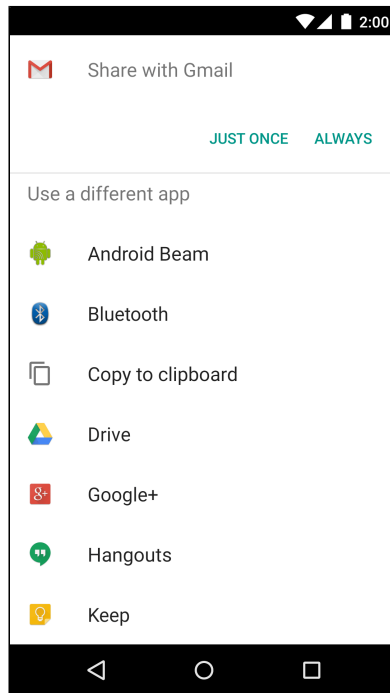 2:00
Share with Gmail
JUST ONCE ALWAYS
Use a different app
Android Beam
Bluetooth
Copy to clipboard
Drive
8+ Google+
Hangouts
Keep